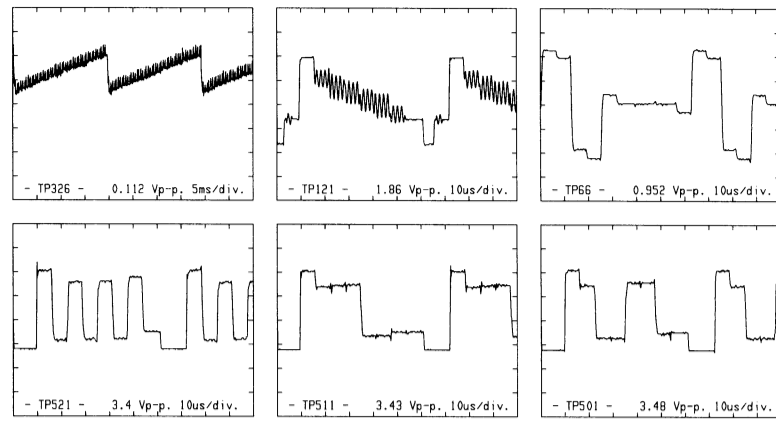 - TP326 - 0.112 Vp-p. 5ms/div.
- TP121 - 1.86 Vp-p. 10us/div.
- TP66 - 0.952 Vp-p. 10us/div.
- TP521 - 3.4 Vp-p. 10us/div.
- TP511 - 3.43 Vp-p. 10us/div.
- TP501 - 3.48 Vp-p. 10us/div.